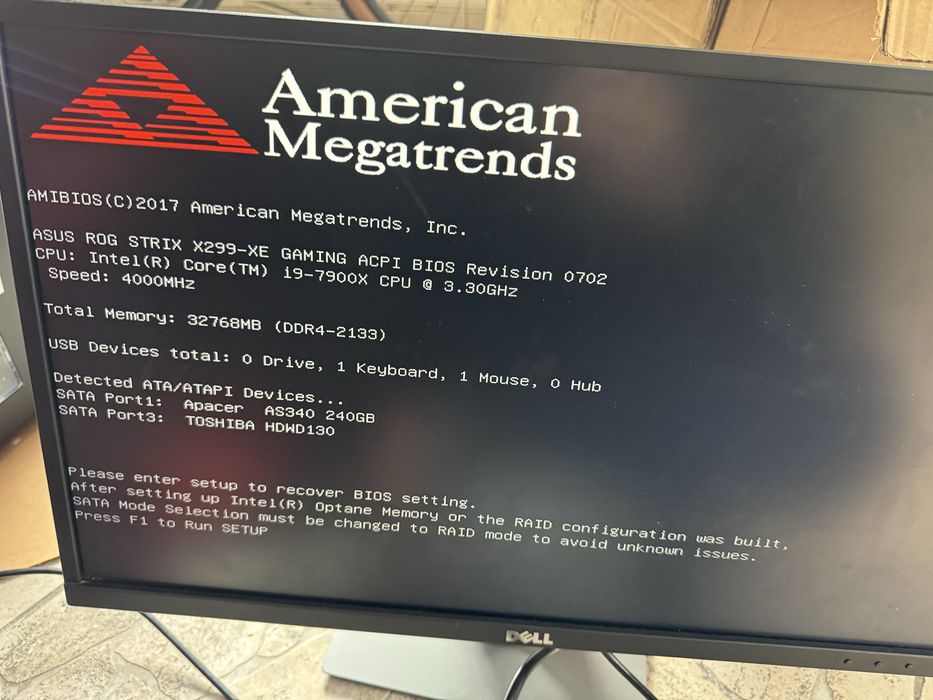 American
Megatrends
AMIBIOS(C)2017 American Megatrends, Inc.
ASUS ROG STRIX X299-XE GAMING ACPI BIOS Revision 0702
CPU: Intel(R) Core(TM) i9-7900X CPU @ 3.30GHz
Speed: 4000MHz
Total Memory: 32768MB (DDR4-2133)
USB Devices total: 0 Drive, 1 Keyboard, 1 Mouse, 0 Hub
Detected ATA/ATAPI Devices...
SATA Port1: Apacer AS340 240GB
SATA Port3: TOSHIBA HDWD130
Please enter setup to recover BIOS setting.
After setting up Intel(R) Optane Memory or the RAID configuration was built,
SATA Mode Selection must be changed to RAID mode to avoid unknown issues.
Press F1 to Run SETUP
DELL